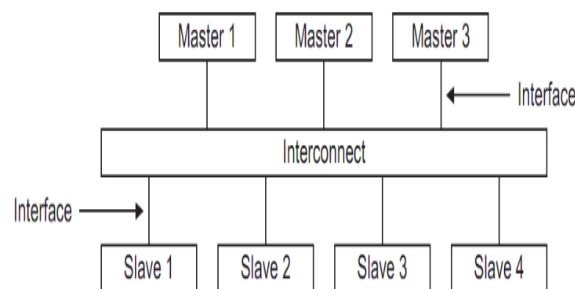 Master 1
Master 2
Master 3
Interface
Interconnect
Interface
Slave 1
Slave 2
Slave 3
Slave 4